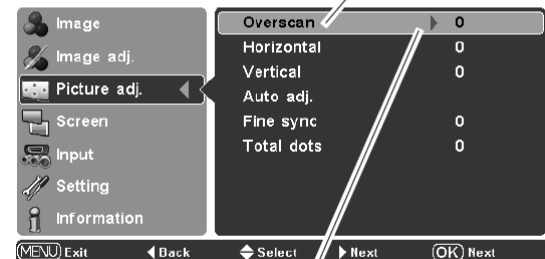 Image
Image adj.
Picture adj.
Screen
Input
Setting
Information
Overscan 0
Horizontal 0
Vertical 0
Auto adj.
Fine sync 0
Total dots 0
MENU Exit Back Select Next OK Next